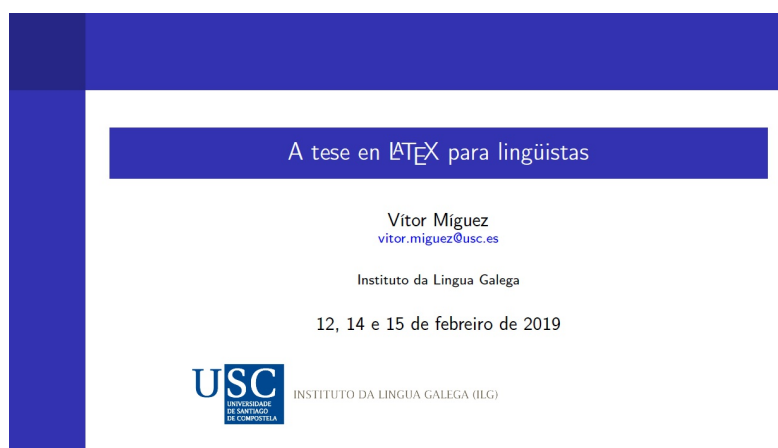 A tese en LATEX para lingüistas
Vítor Míguez
vitor.miguez@usc.es
Instituto da Lingua Galega
12, 14 e 15 de febreiro de 2019
USC
UNIVERSIDADE
DE SANTIAGO
DE COMPOSTELA
INSTITUTO DA LINGUA GALEGA (ILG)